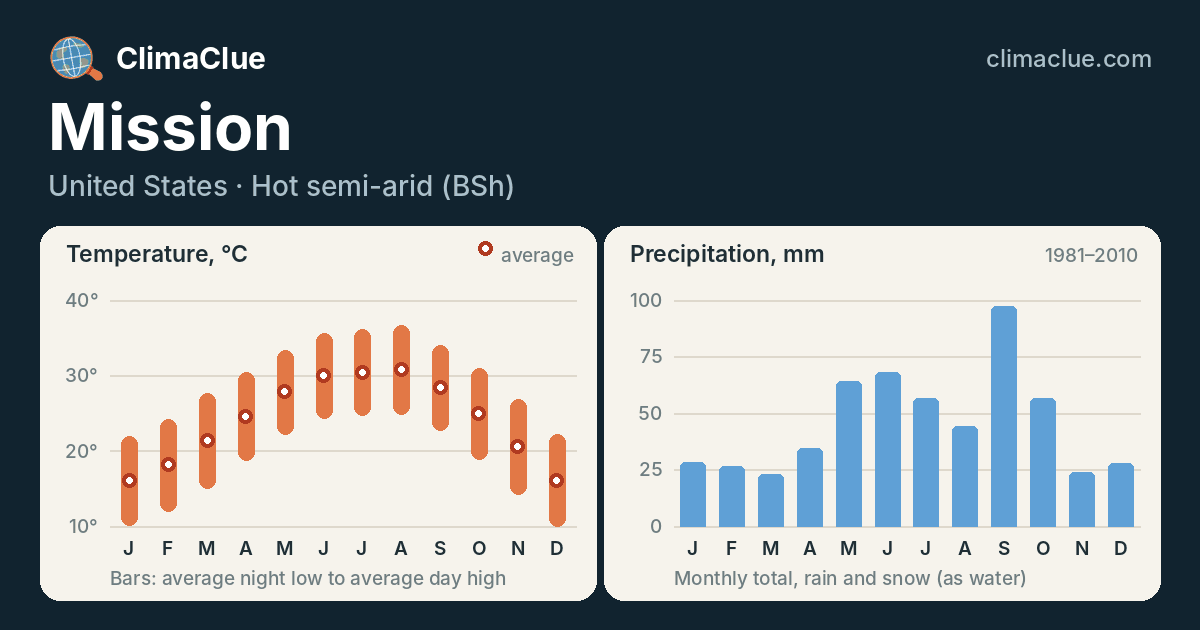 ClimaClue
climaclue.com
Mission
United States · Hot semi-arid (BSh)
Temperature, °C
average
40°
30°
20°
10°
J F M A M J J A S O N D
Bars: average night low to average day high
Precipitation, mm
1981–2010
100
75
50
25
0
J F M A M J J A S O N D
Monthly total, rain and snow (as water)